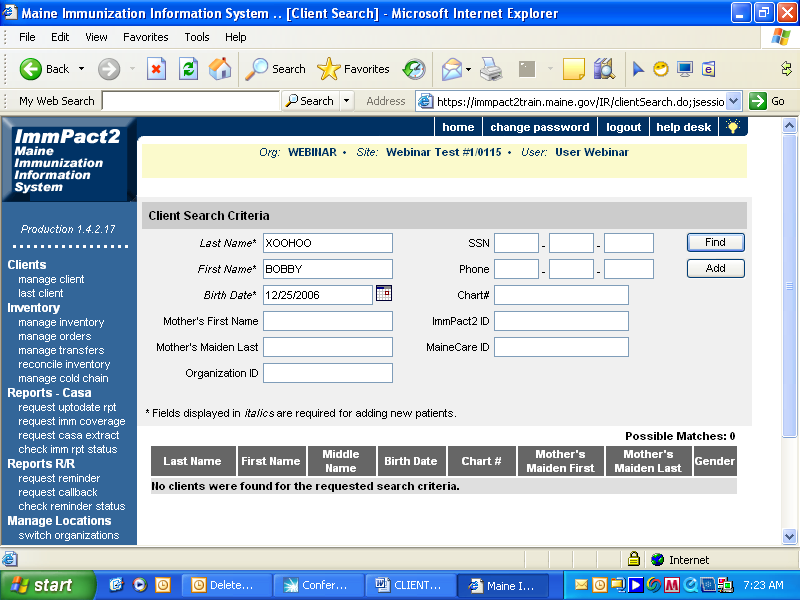 Maine Immunization Information System .. [Client Search] - Microsoft Internet Explorer
File Edit View Favorites Tools Help
Back Search Favorites
My Web Search Search Address https://immpact2train.maine.gov/IR/clientSearch.do;jsessio Go
ImmPact2
Maine
Immunization
Information
System
home change password logout help desk
Org: WEBINAR • Site: Webinar Test #1/0115 • User: User Webinar
Production 1.4.2.17
Clients
manage client
last client
Inventory
manage inventory
manage orders
manage transfers
reconcile inventory
manage cold chain
Reports - Casa
request uptodate rpt
request imm coverage
request casa extract
check imm rpt status
Reports R/R
request reminder
request callback
check reminder status
Manage Locations
switch organizations
Client Search Criteria
Last Name* XOOHOO SSN - - Find
First Name* BOBBY Phone - - Add
Birth Date* 12/25/2006 Chart#
Mother's First Name ImmPact2 ID
Mother's Maiden Last MaineCare ID
Organization ID
* Fields displayed in italics are required for adding new patients.
Possible Matches: 0
Last Name First Name Middle Name Birth Date Chart # Mother's Maiden First Mother's Maiden Last Gender
No clients were found for the requested search criteria.
Internet
start Delete... Confer... CLIENT... Maine I... 7:23 AM